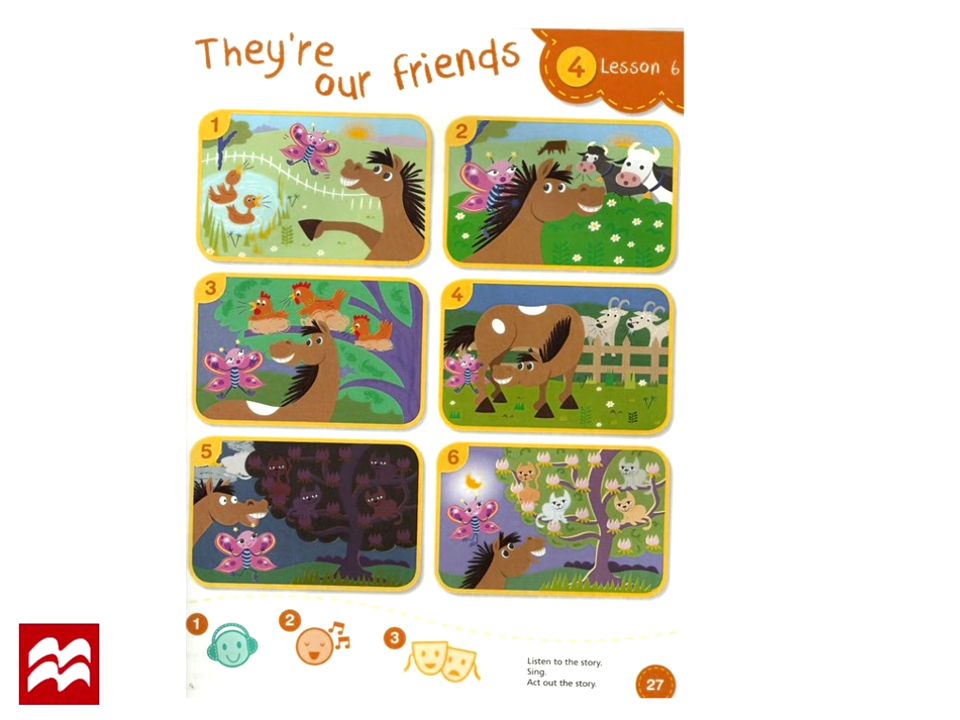 They're
our friends
4 Lesson 6
1
2
3
4
5
6
1
2
3
Listen to the story.
Sing.
Act out the story.
27